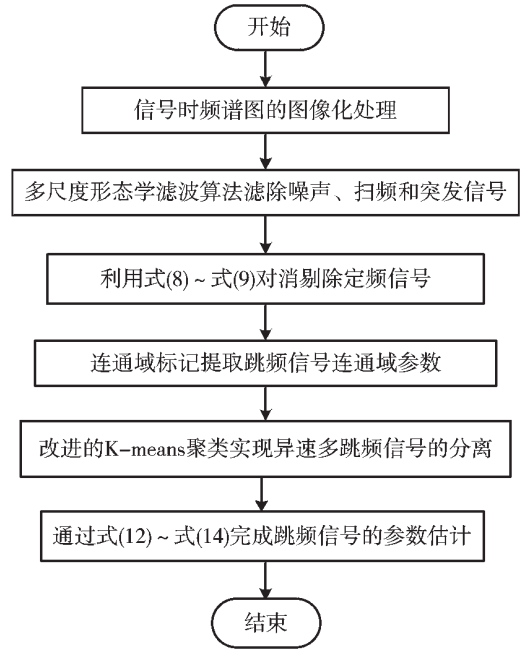 开始
信号时频谱图的图像化处理
多尺度形态学滤波算法滤除噪声、扫频和突发信号
利用式(8)~式(9)对消剔除定频信号
连通域标记提取跳频信号连通域参数
改进的K-means聚类实现异速多跳频信号的分离
通过式(12)~式(14)完成跳频信号的参数估计
结束